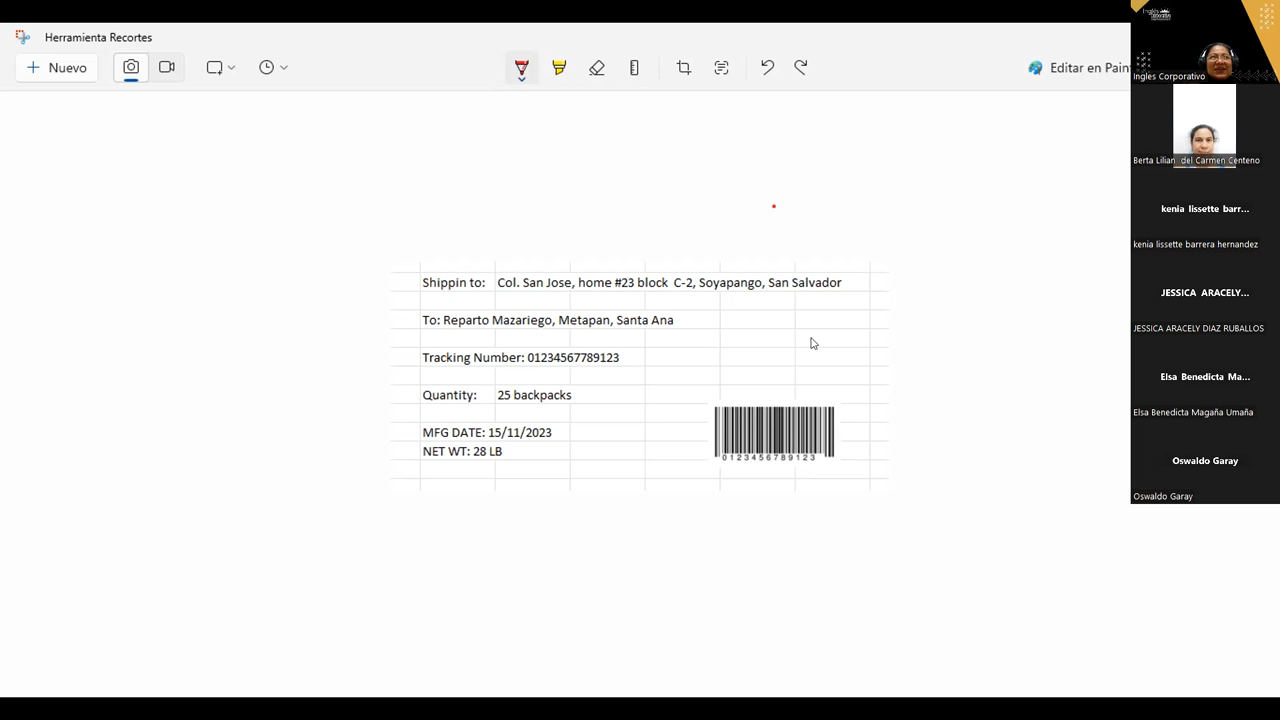 Herramienta Recortes
Nuevo
Editar en Pain
Shippin to: Col. San Jose, home #23 block C-2, Soyapango, San Salvador
To: Reparto Mazariego, Metapan, Santa Ana
Tracking Number: 01234567789123
Quantity: 25 backpacks
MFG DATE: 15/11/2023
NET WT: 28 LB
0123456789123
Inglés
Corporativo
Ingles Corporativo
Berta Lilian del Carmen Centeno
kenia lissette barr...
kenia lissette barrera hernandez
JESSICA ARACELY...
JESSICA ARACELY DIAZ RUBALLOS
Elsa Benedicta Ma...
Elsa Benedicta Magaña Umaña
Oswaldo Garay
Oswaldo Garay